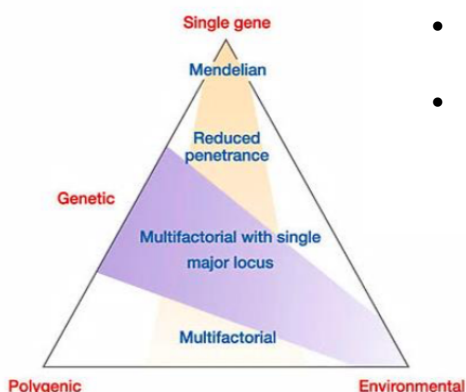 Single gene
Mendelian
Reduced
penetrance
Genetic
Multifactorial with single
major locus
Multifactorial
Polygenic
Environmental